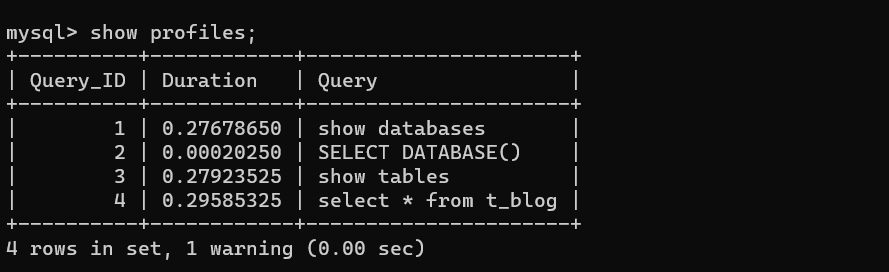 mysql> show profiles;
+----------+------------+----------------------+
| Query_ID | Duration   | Query                |
+----------+------------+----------------------+
|        1 | 0.27678650 | show databases       |
|        2 | 0.00020250 | SELECT DATABASE()    |
|        3 | 0.27923525 | show tables          |
|        4 | 0.29585325 | select * from t_blog |
+----------+------------+----------------------+
4 rows in set, 1 warning (0.00 sec)